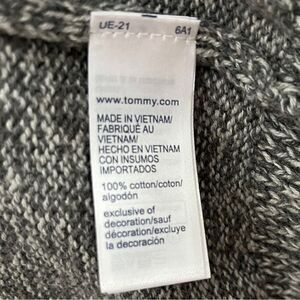 UE-21 6A1
www.tommy.com
MADE IN VIETNAM/
FABRIQUÉ AU
VIETNAM/
HECHO EN VIETNAM
CON INSUMOS
IMPORTADOS
100% cotton/coton/
algodón
exclusive of
decoration/sauf
décoration/excluye
la decoración